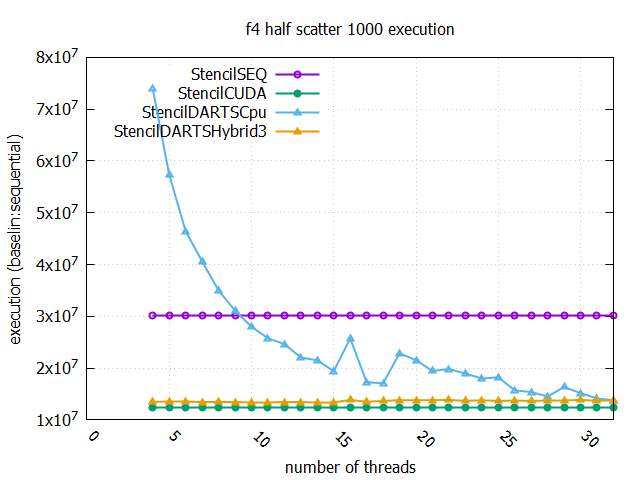 f4 half scatter 1000 execution
8x10^7
7x10^7
6x10^7
5x10^7
4x10^7
3x10^7
2x10^7
1x10^7
execution (baselin:sequential)
StencilSEQ
StencilCUDA
StencilDARTSCpu
StencilDARTSHybrid3
0 5 10 15 20 25 30
number of threads